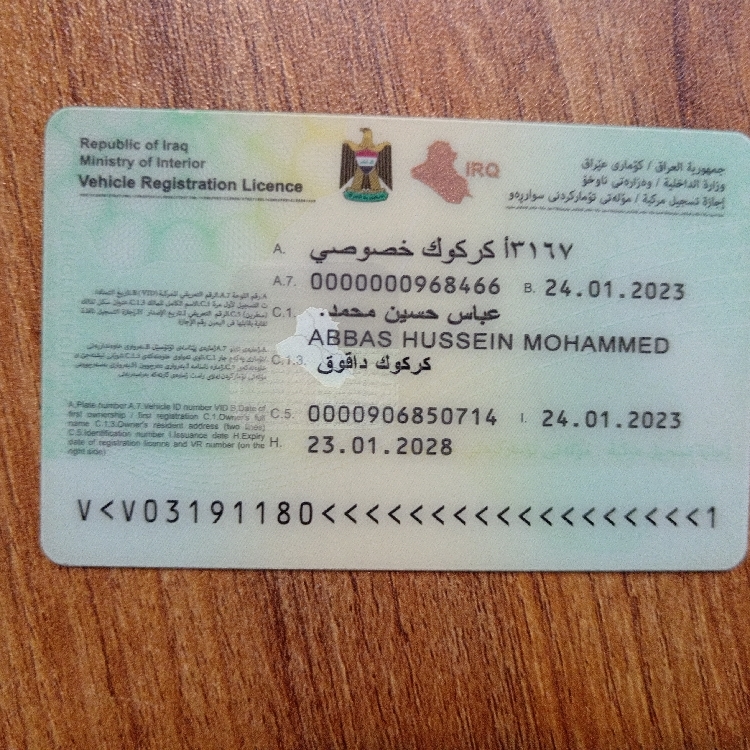 Republic of Iraq
Ministry of Interior
Vehicle Registration Licence
IRQ
جمهورية العراق / كۆماری عێراق
وزارة الداخلية / وەزارەتی ناوخۆ
إجازة تسجيل مركبة / مۆڵەتی تۆمارکردنی سوارەوو
A. ٣١٦٧أ كركوك خصوصي
A.7. 0000000968466 B. 24.01.2023
C.1. عباس حسين محمد.
ABBAS HUSSEIN MOHAMMED
C.1.3. كركوك داقوق
A.Plate number A.7.Vehicle ID number VID B.Date of
first ownership / first registration C.1.Owner's full
name C.1.3.Owner's resident address (two lines)
C.5.Identification number I.Issuance date H.Expiry
date of registration license and VR number (on the
right side)
C.5. 0000906850714 I. 24.01.2023
H. 23.01.2028
V<V03191180<<<<<<<<<<<<<<<<<<<1